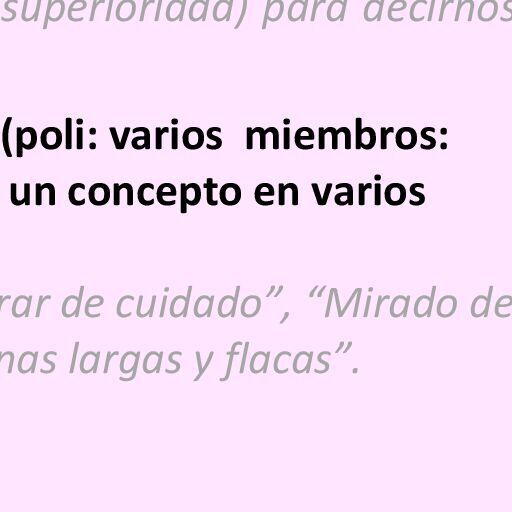 superioridad) para decirnos
(poli: varios miembros:
un concepto en varios
rar de cuidado”, “Mirado de
nas largas y flacas”.